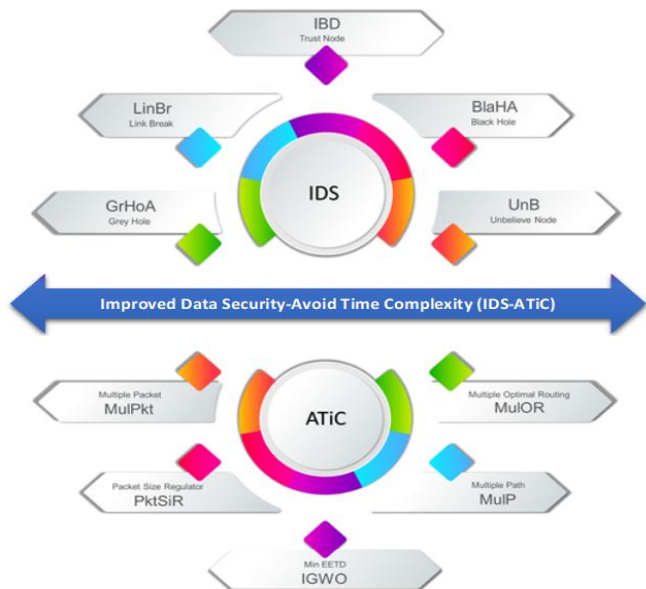 IBD
Trust Node
LinBr
Link Break
BlaHA
Black Hole
IDS
GrHoA
Grey Hole
UnB
Unbelieve Node
Improved Data Security-Avoid Time Complexity (IDS-ATiC)
Multiple Packet
MulPkt
ATiC
Multiple Optimal Routing
MulOR
Packet Size Regulator
PktSiR
Multiple Path
MulP
Min EETD
IGWO